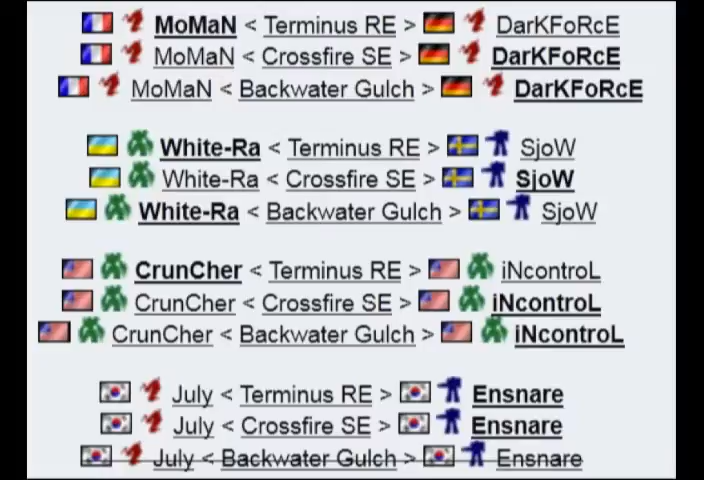 MoMaN < Terminus RE > DarKFoRcE
MoMaN < Crossfire SE > DarKFoRcE
MoMaN < Backwater Gulch > DarKFoRcE
White-Ra < Terminus RE > SjoW
White-Ra < Crossfire SE > SjoW
White-Ra < Backwater Gulch > SjoW
CrunCher < Terminus RE > iNcontroL
CrunCher < Crossfire SE > iNcontroL
CrunCher < Backwater Gulch > iNcontroL
July < Terminus RE > Ensnare
July < Crossfire SE > Ensnare
July < Backwater Gulch > Ensnare